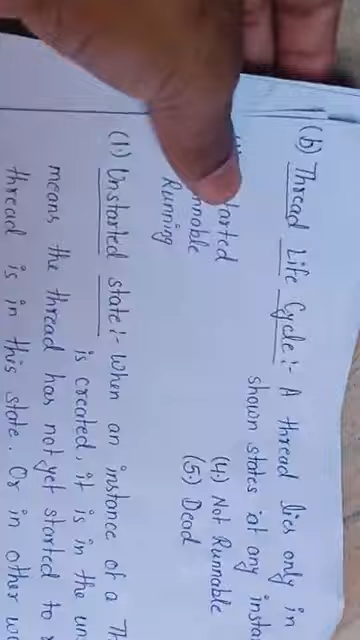 (b) Thread Life Cycle:- A thread lies only in
shown states at any insta
tarted
(4.) Not Runnable
nnable
(5.) Dead
Running
(1.) Unstarted state:- When an instance of a Th
is created, it is in the un
means the thread has not yet started to
thread is in this state. Or in other wo